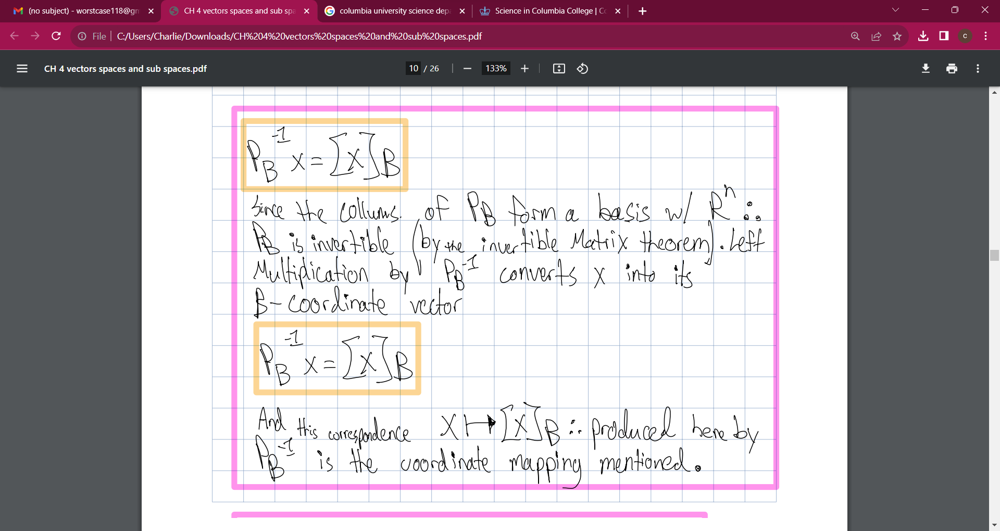 (no subject) - worstcase118@gm
CH 4 vectors spaces and sub spa
columbia university science depa
Science in Columbia College | Co
File
C:/Users/Charlie/Downloads/CH%204%20vectors%20spaces%20and%20sub%20spaces.pdf
c
CH 4 vectors spaces and sub spaces.pdf
10 / 26
133%
P_B^-1 x = [x]_B
Since the collumns. of P_B form a basis w/ R^n ∴
P_B is invertible (by the invertible Matrix theorem). Left
Multiplication by P_B^-1 converts x into its
B-coordinate vector
P_B^-1 x = [x]_B
And this correspondence x ↦ [x]_B ∴ produced here by
P_B^-1 is the coordinate mapping mentioned.